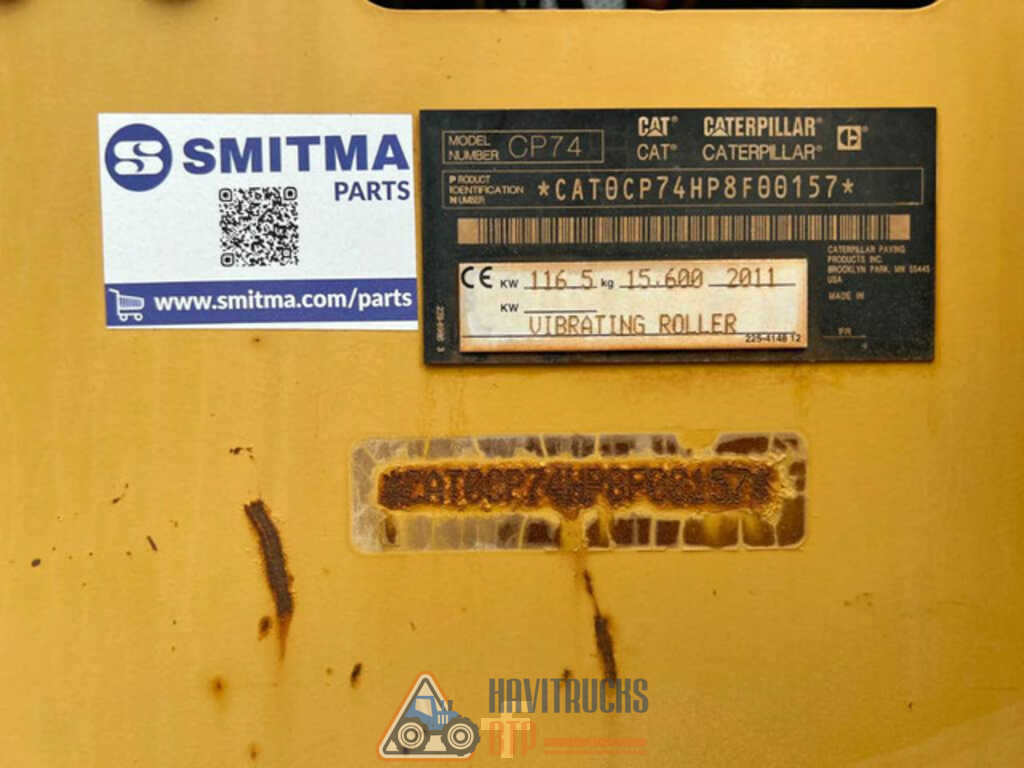 SMITMA
PARTS
www.smitma.com/parts
MODEL NUMBER CP74
CAT CATERPILLAR
CAT CATERPILLAR
PRODUCT IDENTIFICATION NUMBER *CAT0CP74HP8F00157*
CATERPILLAR PAVING
PRODUCTS INC.
BROOKLYN PARK, MN 55445
USA
MADE IN
CE KW 116.5 kg 15.600 2011
KW
VIBRATING ROLLER
225-4148 12
*CAT0CP74HP8F00157*
HAVITRUCKS